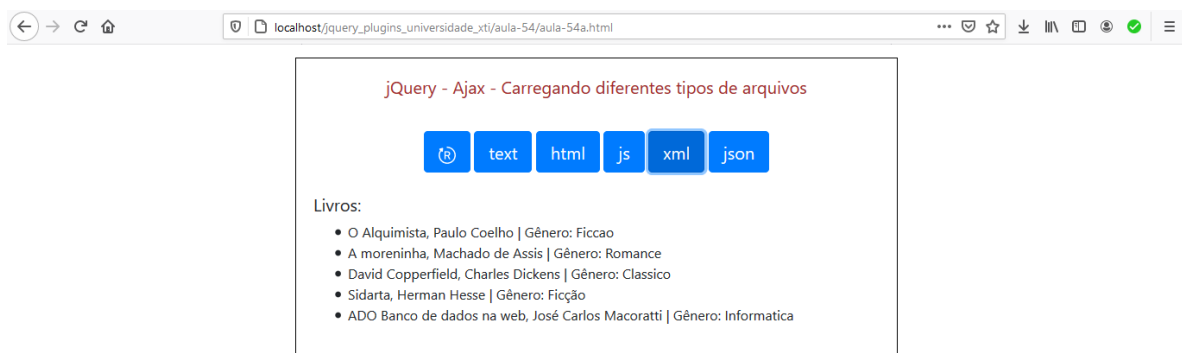 localhost/jquery_plugins_universidade_xti/aula-54/aula-54a.html
jQuery - Ajax - Carregando diferentes tipos de arquivos
R text html js xml json
Livros:
• O Alquimista, Paulo Coelho | Gênero: Ficcao
• A moreninha, Machado de Assis | Gênero: Romance
• David Copperfield, Charles Dickens | Gênero: Classico
• Sidarta, Herman Hesse | Gênero: Ficção
• ADO Banco de dados na web, José Carlos Macoratti | Gênero: Informatica